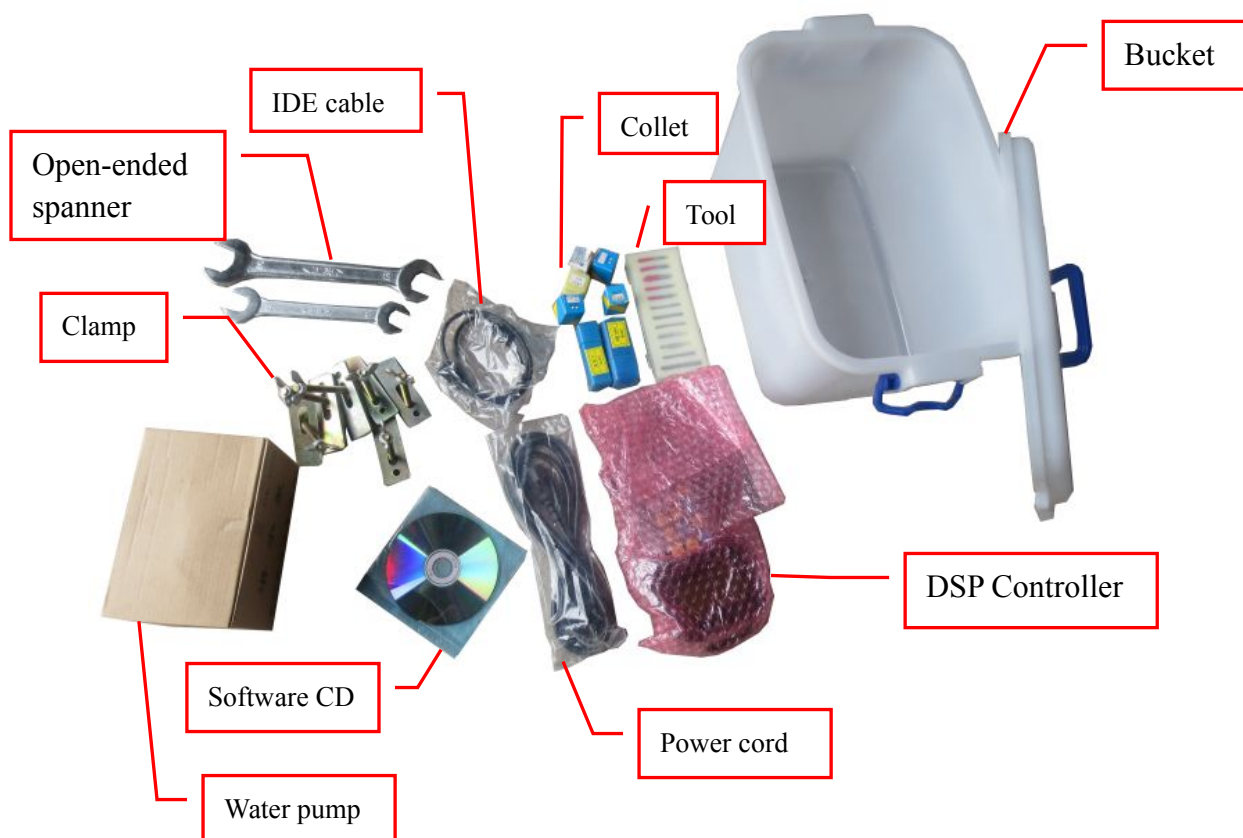 Bucket
IDE cable
Collet
Open-ended
spanner
Tool
Clamp
DSP Controller
Software CD
Power cord
Water pump